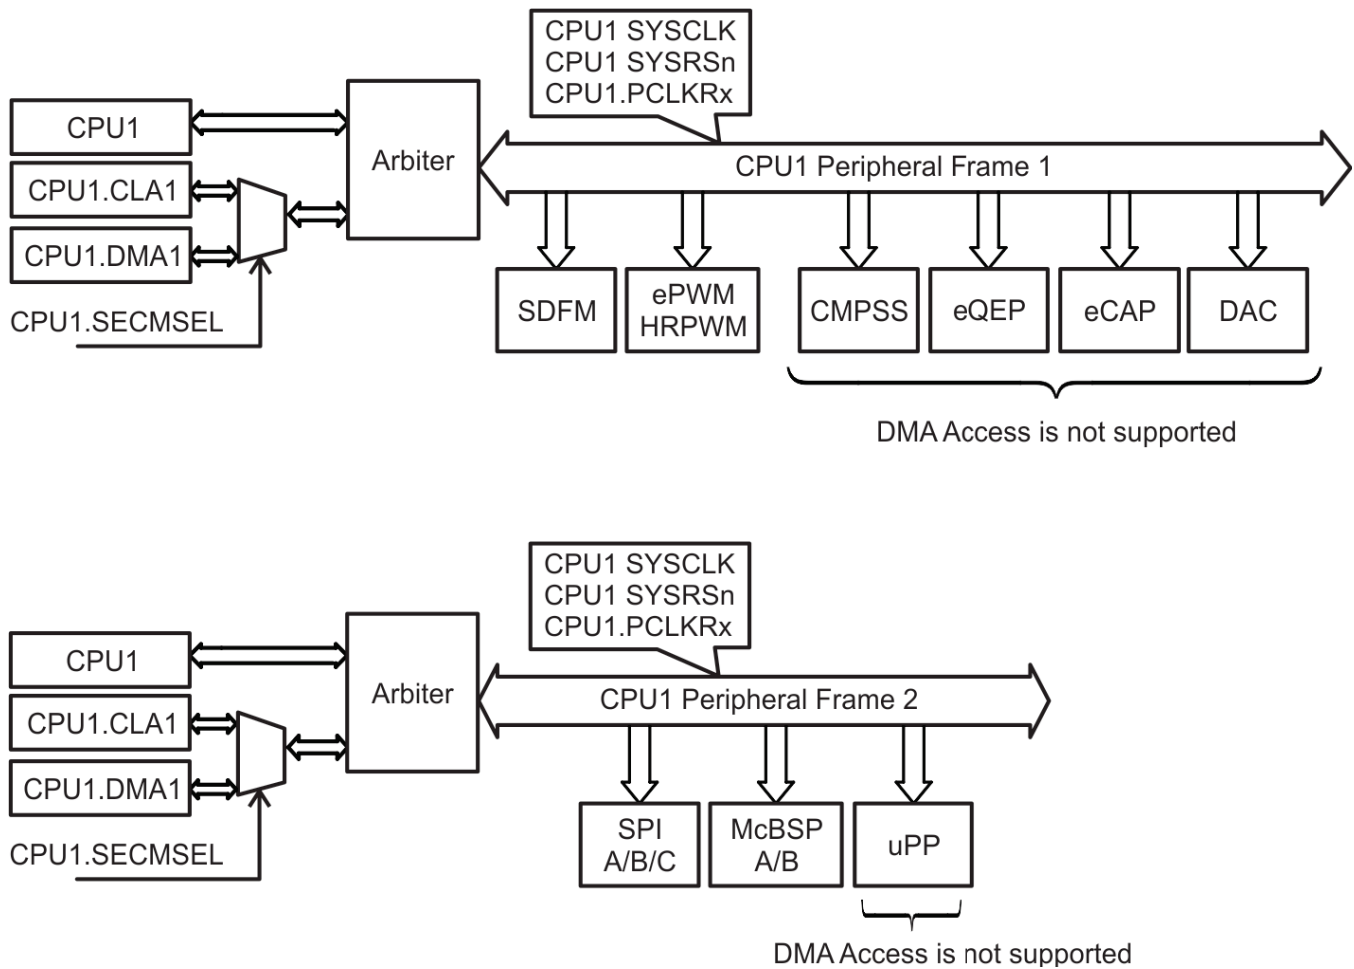 CPU1 SYSCLK
CPU1 SYSRSn
CPU1.PCLKRx
CPU1
CPU1.CLA1
CPU1.DMA1
CPU1.SECMSEL
Arbiter
CPU1 Peripheral Frame 1
SDFM
ePWM
HRPWM
CMPSS
eQEP
eCAP
DAC
DMA Access is not supported
CPU1 SYSCLK
CPU1 SYSRSn
CPU1.PCLKRx
CPU1
CPU1.CLA1
CPU1.DMA1
CPU1.SECMSEL
Arbiter
CPU1 Peripheral Frame 2
SPI
A/B/C
McBSP
A/B
uPP
DMA Access is not supported